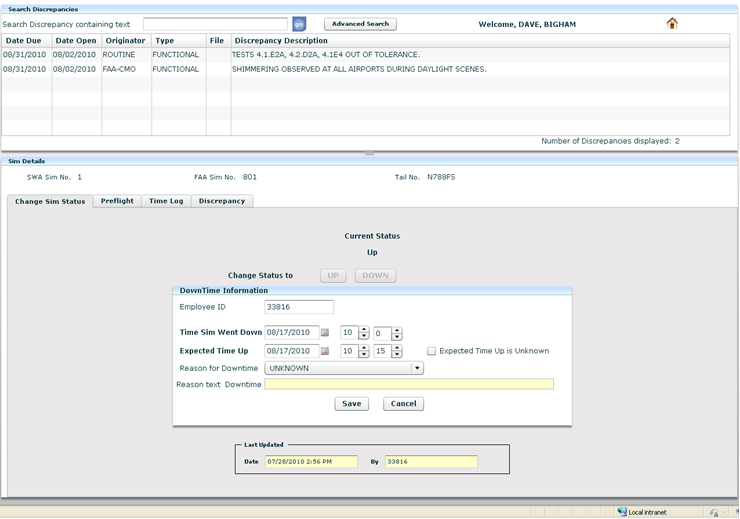 Search Discrepancies
Search Discrepancy containing text go Advanced Search Welcome, DAVE, BIGHAM
Date Due Date Open Originator Type File Discrepancy Description
08/31/2010 08/02/2010 ROUTINE FUNCTIONAL TESTS 4.1.E2A, 4.2.D2A, 4.1E4 OUT OF TOLERANCE.
08/31/2010 08/02/2010 FAA-CMO FUNCTIONAL SHIMMERING OBSERVED AT ALL AIRPORTS DURING DAYLIGHT SCENES.
Number of Discrepancies displayed: 2
Sim Details
SWA Sim No. 1 FAA Sim No. 801 Tail No. N788FS
Change Sim Status Preflight Time Log Discrepancy
Current Status
Up
Change Status to UP DOWN
DownTime Information
Employee ID 33816
Time Sim Went Down 08/17/2010 10 0
Expected Time Up 08/17/2010 10 15 Expected Time Up is Unknown
Reason for Downtime UNKNOWN
Reason text Downtime
Save Cancel
Last Updated
Date 07/28/2010 2:56 PM By 33816
Local intranet